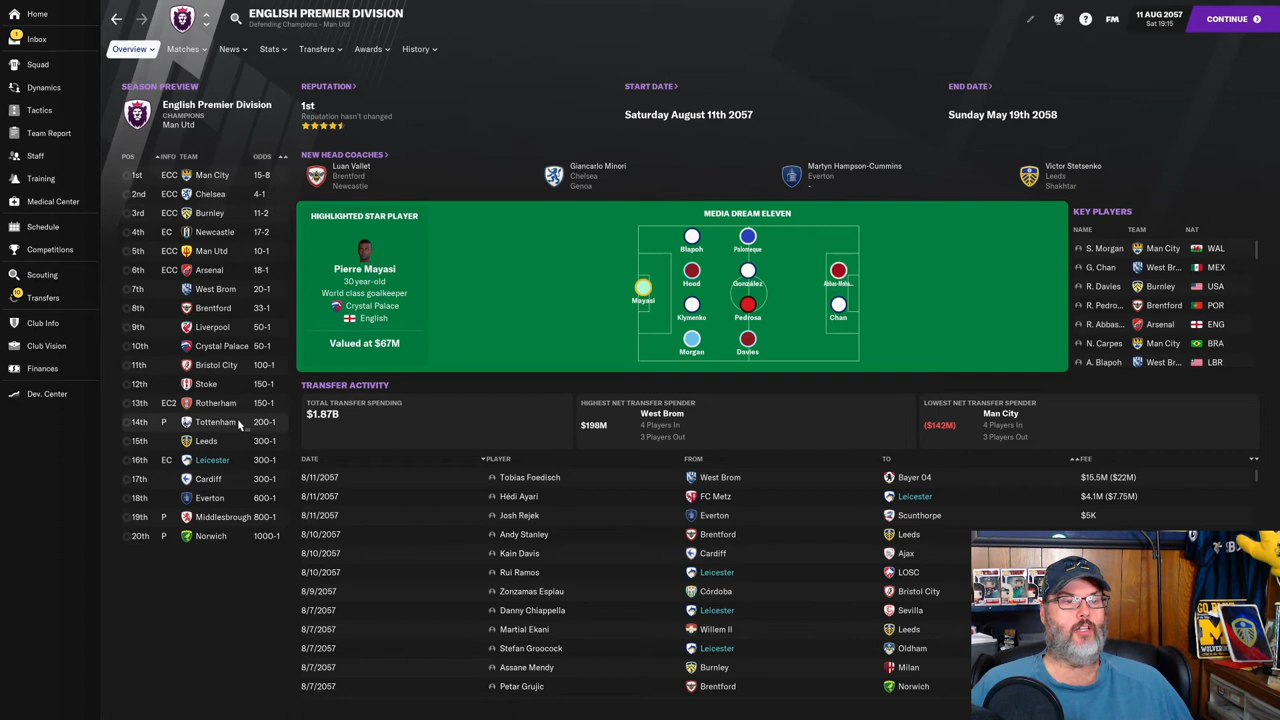 Home
ENGLISH PREMIER DIVISION
Defending Champions - Man Utd
11 AUG 2057
Sat 19:15
FM
CONTINUE
1
Inbox
Overview
Matches
News
Stats
Transfers
Awards
History
Squad
Dynamics
Tactics
Team Report
Staff
Training
Medical Center
Schedule
Competitions
Scouting
10
Transfers
Club Info
Club Vision
Finances
Dev. Center
SEASON PREVIEW
English Premier Division
CHAMPIONS
Man Utd
POS INFO TEAM ODDS
1st ECC Man City 15-8
2nd ECC Chelsea 4-1
3rd ECC Burnley 11-2
4th EC Newcastle 17-2
5th ECC Man Utd 10-1
6th ECC Arsenal 18-1
7th West Brom 20-1
8th Brentford 33-1
9th Liverpool 50-1
10th Crystal Palace 50-1
11th Bristol City 100-1
12th Stoke 150-1
13th EC2 Rotherham 150-1
14th P Tottenham 200-1
15th Leeds 300-1
16th EC Leicester 300-1
17th Cardiff 300-1
18th Everton 600-1
19th P Middlesbrough 800-1
20th P Norwich 1000-1
REPUTATION
1st
Reputation hasn't changed
START DATE
Saturday August 11th 2057
END DATE
Sunday May 19th 2058
NEW HEAD COACHES
Luan Vallet
Brentford
Newcastle
Giancarlo Minori
Chelsea
Genoa
Martyn Hampson-Cummins
Everton
-
Victor Stetsenko
Leeds
Shakhtar
HIGHLIGHTED STAR PLAYER
Pierre Mayasi
30 year-old
World class goalkeeper
Crystal Palace
English
Valued at $67M
MEDIA DREAM ELEVEN
Blapoh
Palomeque
Hood
González
Mayasi
Klymenko
Pedrosa
Chan
Morgan
Davies
KEY PLAYERS
NAME TEAM NAT
S. Morgan Man City WAL
G. Chan West Br... MEX
R. Davies Burnley USA
R. Pedro... Brentford POR
R. Abbas... Arsenal ENG
N. Carpes Man City BRA
A. Blapoh West Br... LBR
TRANSFER ACTIVITY
TOTAL TRANSFER SPENDING
$1.87B
HIGHEST NET TRANSFER SPENDER
$198M
West Brom
4 Players In
3 Players Out
LOWEST NET TRANSFER SPENDER
($142M)
Man City
4 Players In
3 Players Out
DATE PLAYER FROM TO FEE
8/11/2057 Tobias Foedisch West Brom Bayer 04 $15.5M ($22M)
8/11/2057 Hédi Ayari FC Metz Leicester $4.1M ($7.75M)
8/11/2057 Josh Rejek Everton Scunthorpe $5K
8/10/2057 Andy Stanley Brentford Leeds
8/10/2057 Kain Davis Cardiff Ajax
8/10/2057 Rui Ramos Leicester LOSC
8/9/2057 Zonzamas Espiau Córdoba Bristol City
8/7/2057 Danny Chiappella Leicester Sevilla
8/7/2057 Martial Ekani Willem II Leeds
8/7/2057 Stefan Groocock Leicester Oldham
8/7/2057 Assane Mendy Burnley Milan
8/7/2057 Petar Grujic Brentford Norwich